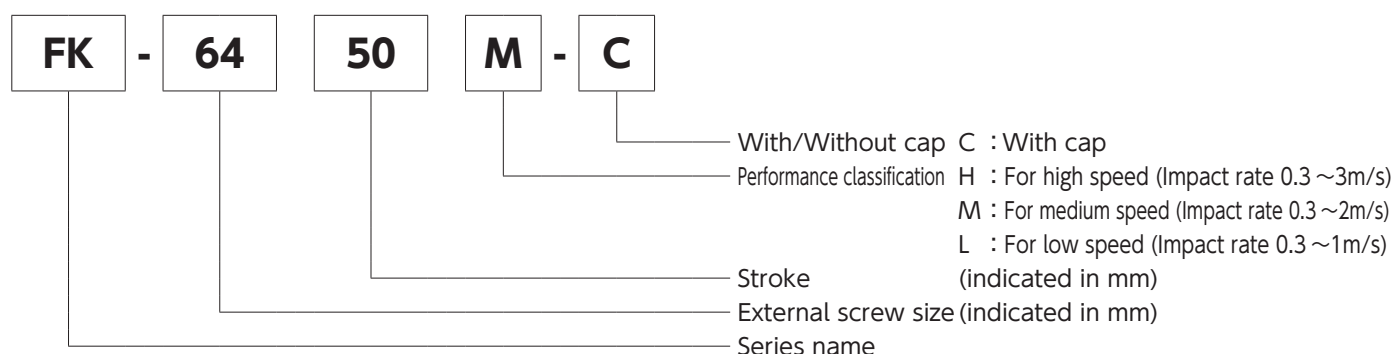 FK - 64 50 M - C
With/Without cap C : With cap
Performance classification H : For high speed (Impact rate 0.3～3m/s)
M : For medium speed (Impact rate 0.3～2m/s)
L : For low speed (Impact rate 0.3～1m/s)
Stroke (indicated in mm)
External screw size (indicated in mm)
Series name